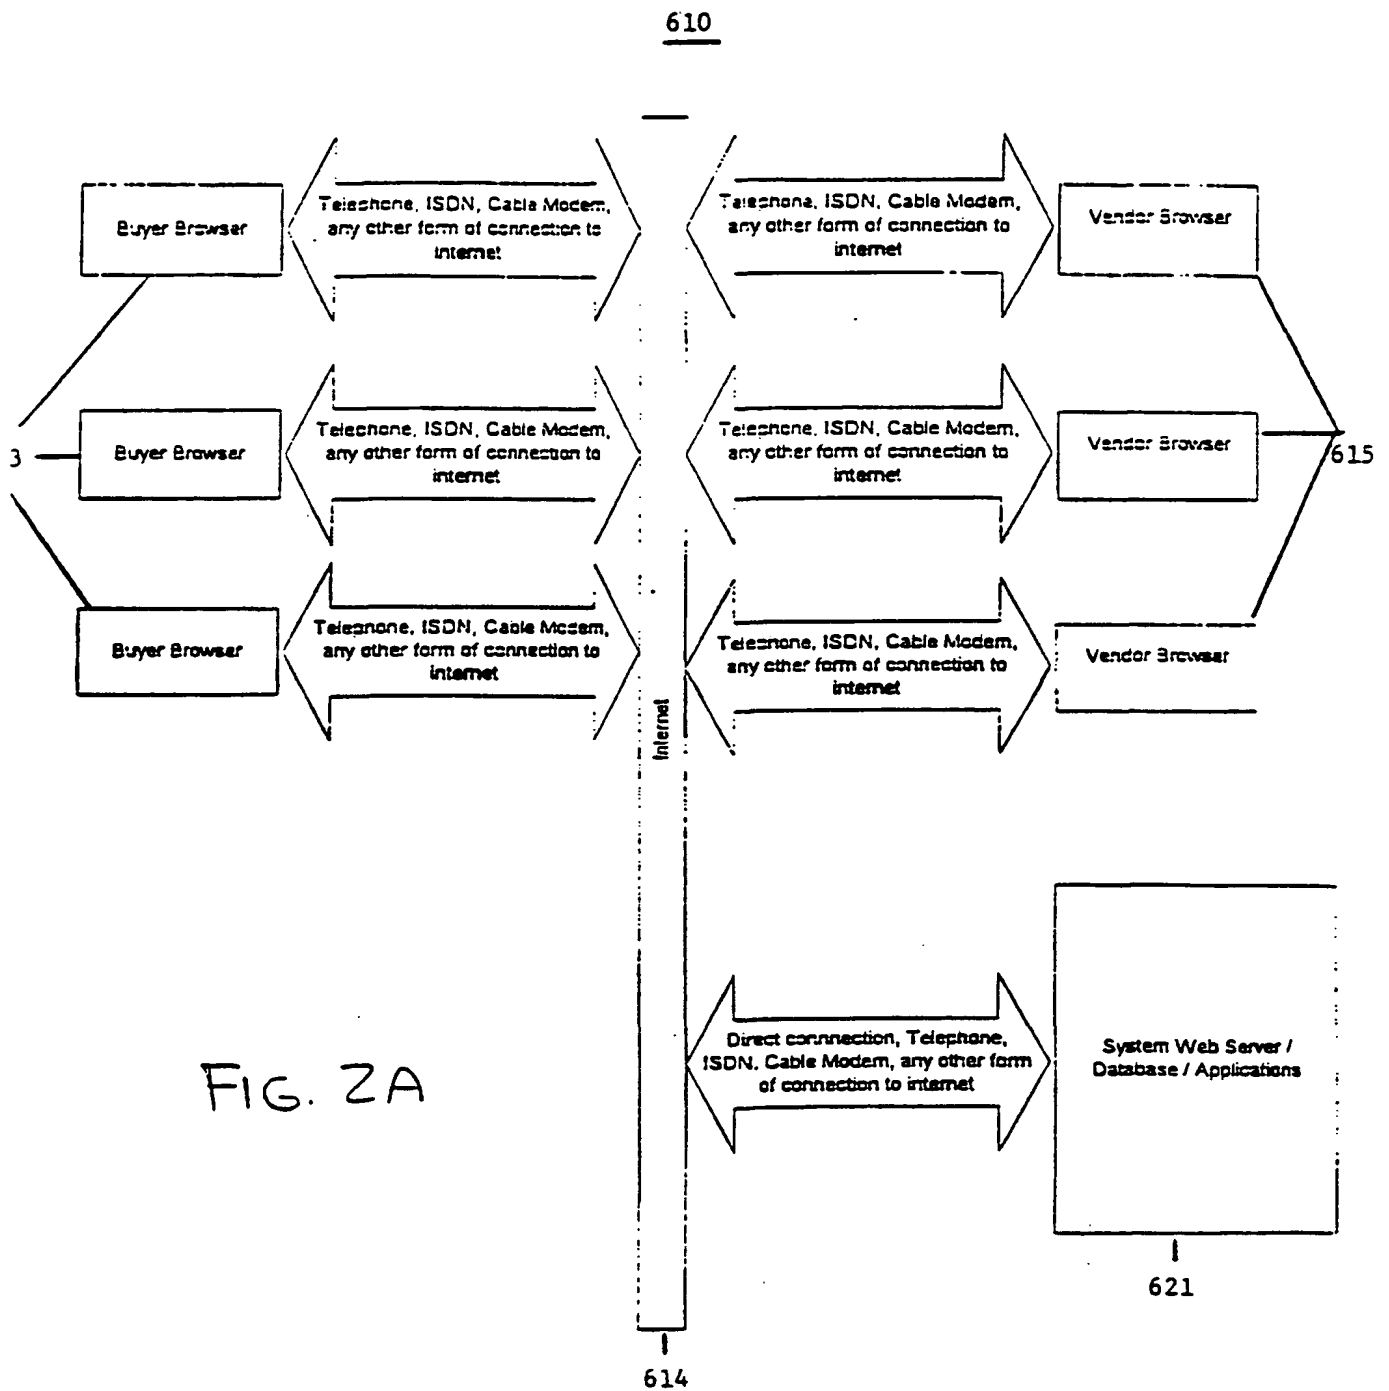 610
Buyer Browser
Telephone, ISDN, Cable Modem,
any other form of connection to
internet
Telephone, ISDN, Cable Modem,
any other form of connection to
internet
Vendor Browser
3
Buyer Browser
Telephone, ISDN, Cable Modem,
any other form of connection to
internet
Telephone, ISDN, Cable Modem,
any other form of connection to
internet
Vendor Browser
615
Buyer Browser
Telephone, ISDN, Cable Modem,
any other form of connection to
internet
Telephone, ISDN, Cable Modem,
any other form of connection to
internet
Vendor Browser
Internet
Direct connnection, Telephone,
ISDN, Cable Modem, any other form
of connection to internet
System Web Server /
Database / Applications
FIG. 2A
621
614